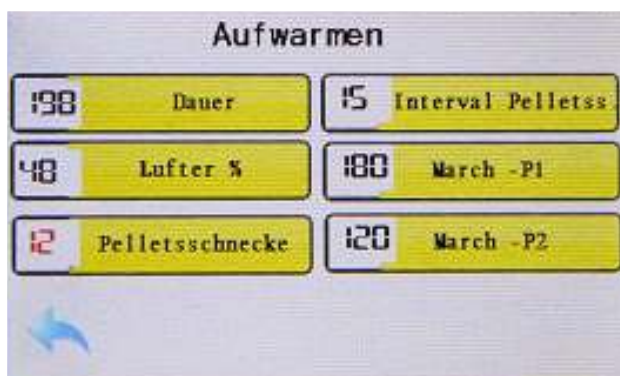 Aufwarmen
198 Dauer
15 Interval Pelletss
48 Lufter %
180 March -P1
12 Pelletsschnecke
120 March -P2